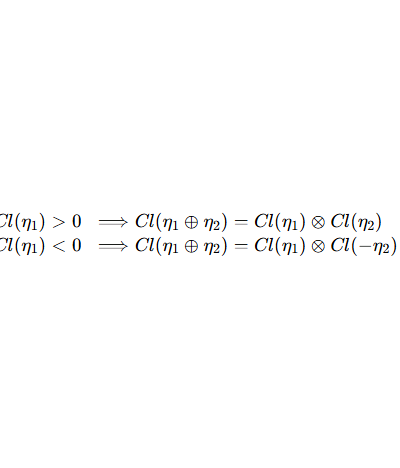 Cl(η₁) > 0 ⟹ Cl(η₁ ⊕ η₂) = Cl(η₁) ⊗ Cl(η₂)
Cl(η₁) < 0 ⟹ Cl(η₁ ⊕ η₂) = Cl(η₁) ⊗ Cl(−η₂)